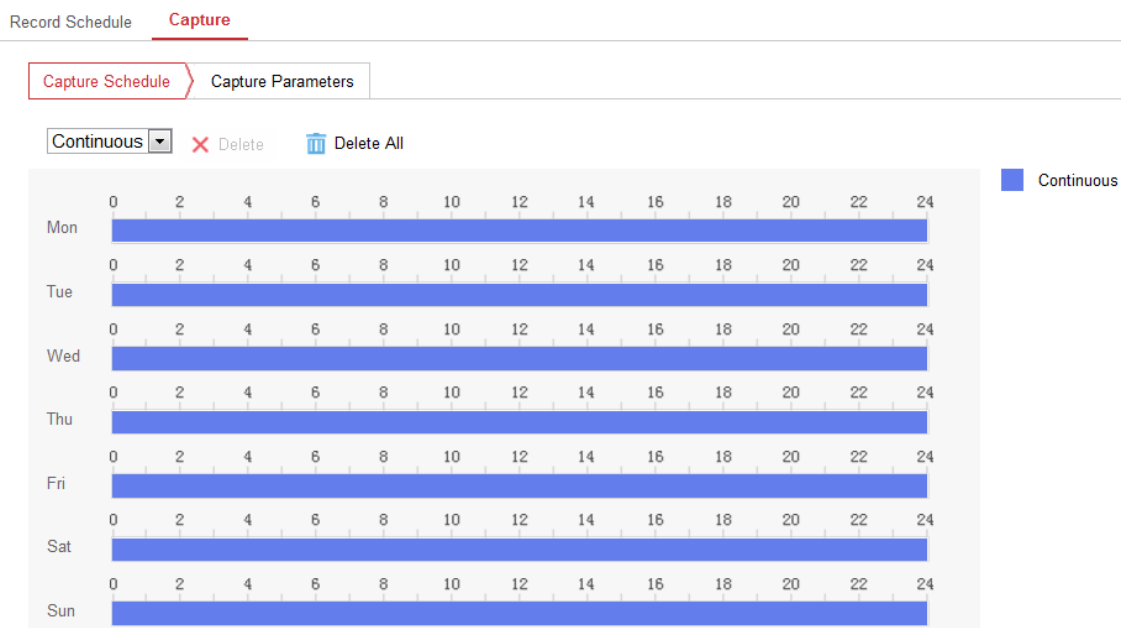 Record Schedule Capture
Capture Schedule Capture Parameters
Continuous Delete Delete All
Continuous
0 2 4 6 8 10 12 14 16 18 20 22 24
Mon
0 2 4 6 8 10 12 14 16 18 20 22 24
Tue
0 2 4 6 8 10 12 14 16 18 20 22 24
Wed
0 2 4 6 8 10 12 14 16 18 20 22 24
Thu
0 2 4 6 8 10 12 14 16 18 20 22 24
Fri
0 2 4 6 8 10 12 14 16 18 20 22 24
Sat
0 2 4 6 8 10 12 14 16 18 20 22 24
Sun